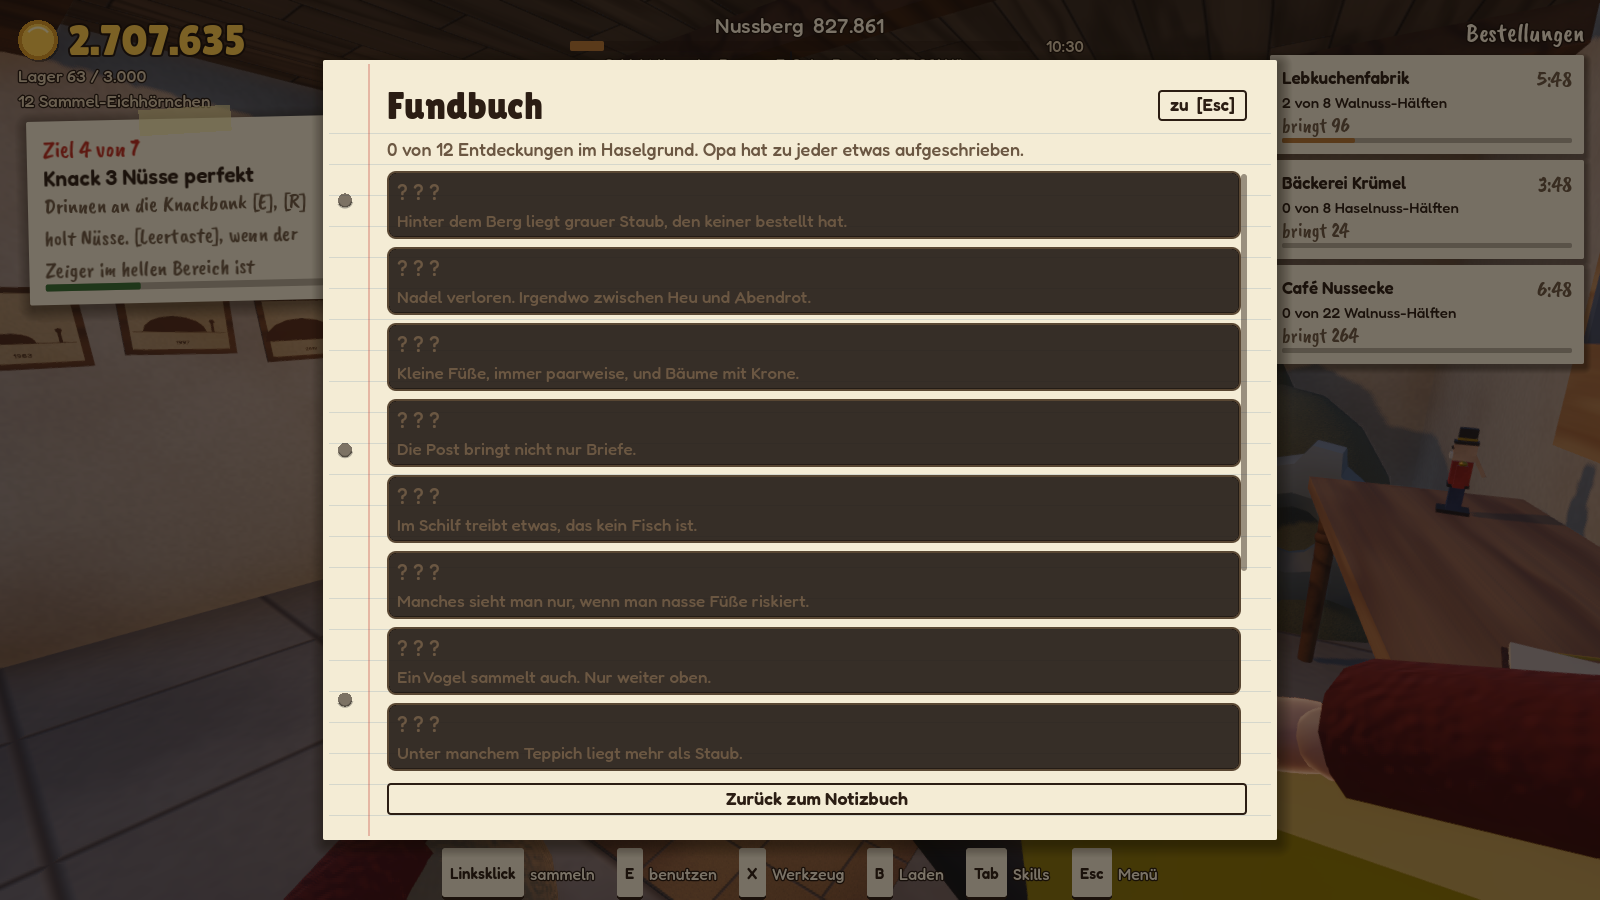 2.707.635
Lager 63 / 3.000
12 Sammel-Eichhörnchen
Nussberg 827.861
10:30
Ziel 4 von 7
Knack 3 Nüsse perfekt
Drinnen an die Knackbank [E], [R]
holt Nüsse. [Leertaste], wenn der
Zeiger im hellen Bereich ist
Fundbuch
zu [Esc]
0 von 12 Entdeckungen im Haselgrund. Opa hat zu jeder etwas aufgeschrieben.
? ? ?
Hinter dem Berg liegt grauer Staub, den keiner bestellt hat.
? ? ?
Nadel verloren. Irgendwo zwischen Heu und Abendrot.
? ? ?
Kleine Füße, immer paarweise, und Bäume mit Krone.
? ? ?
Die Post bringt nicht nur Briefe.
? ? ?
Im Schilf treibt etwas, das kein Fisch ist.
? ? ?
Manches sieht man nur, wenn man nasse Füße riskiert.
? ? ?
Ein Vogel sammelt auch. Nur weiter oben.
? ? ?
Unter manchem Teppich liegt mehr als Staub.
Zurück zum Notizbuch
Bestellungen
Lebkuchenfabrik 5:48
2 von 8 Walnuss-Hälften
bringt 96
Bäckerei Krümel 3:48
0 von 8 Haselnuss-Hälften
bringt 24
Café Nussecke 6:48
0 von 22 Walnuss-Hälften
bringt 264
Linksklick sammeln E benutzen X Werkzeug B Laden Tab Skills Esc Menü